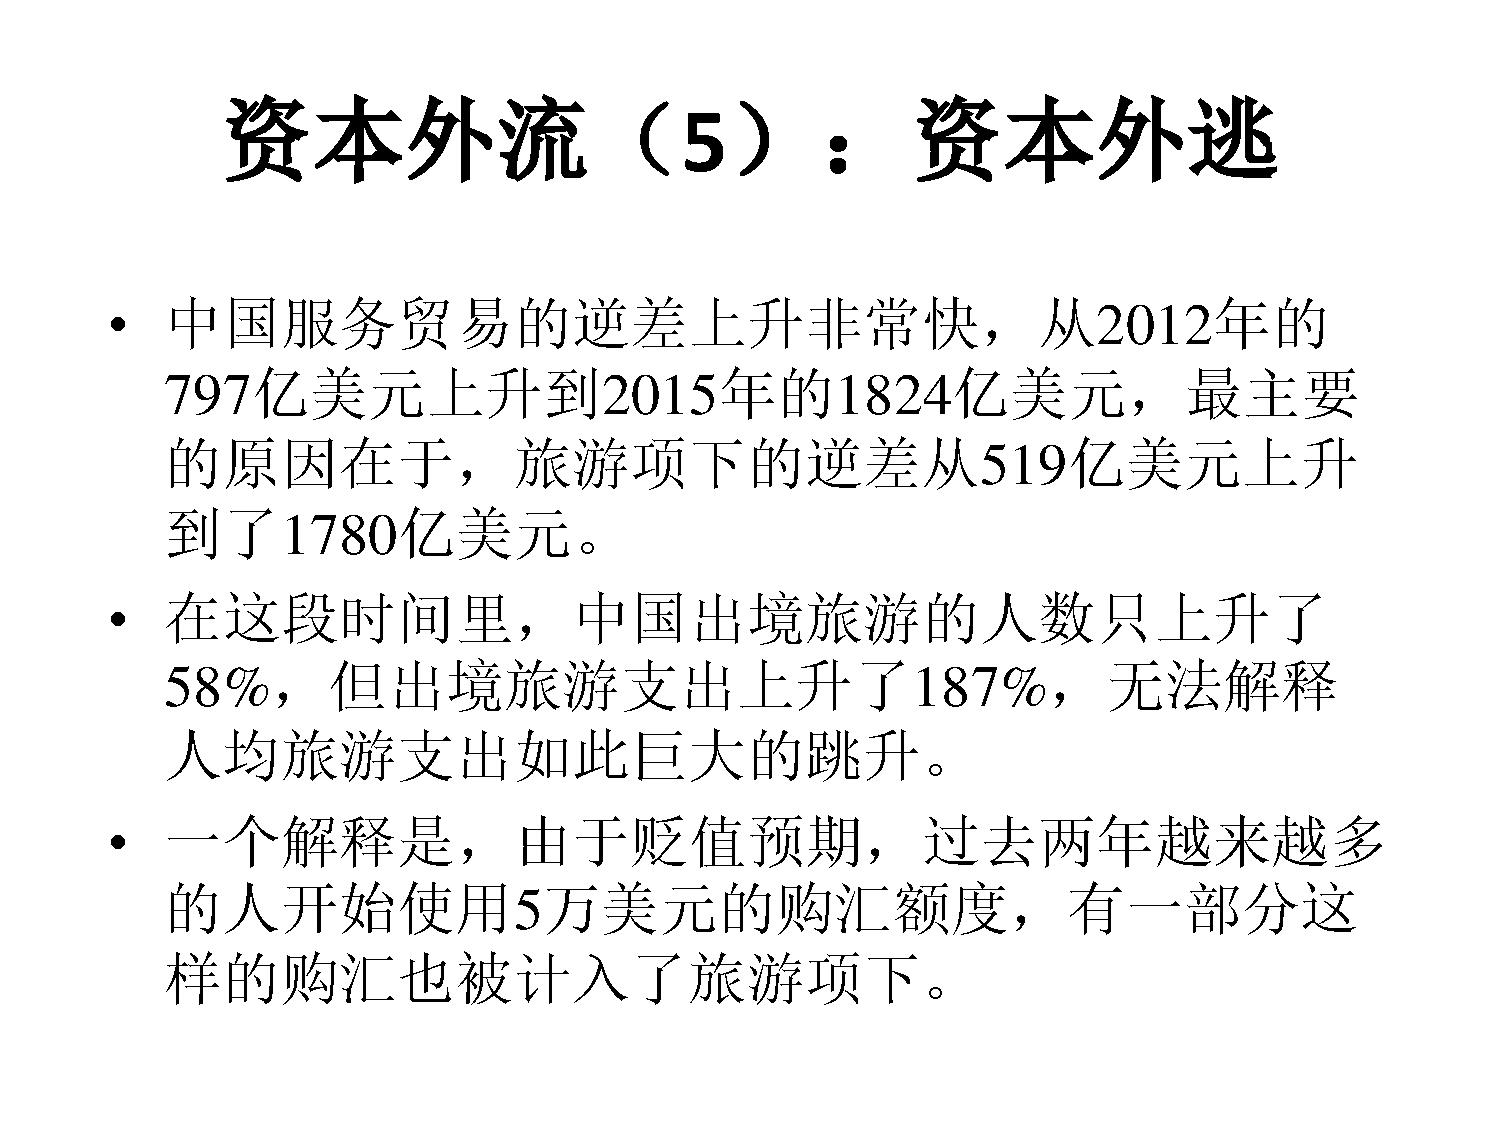 资本外流（5）：资本外逃
• 中国服务贸易的逆差上升非常快，从2012年的
797亿美元上升到2015年的1824亿美元，最主要
的原因在于，旅游项下的逆差从519亿美元上升
到了1780亿美元。
• 在这段时间里，中国出境旅游的人数只上升了
58%，但出境旅游支出上升了187%，无法解释
人均旅游支出如此巨大的跳升。
• 一个解释是，由于贬值预期，过去两年越来越多
的人开始使用5万美元的购汇额度，有一部分这
样的购汇也被计入了旅游项下。